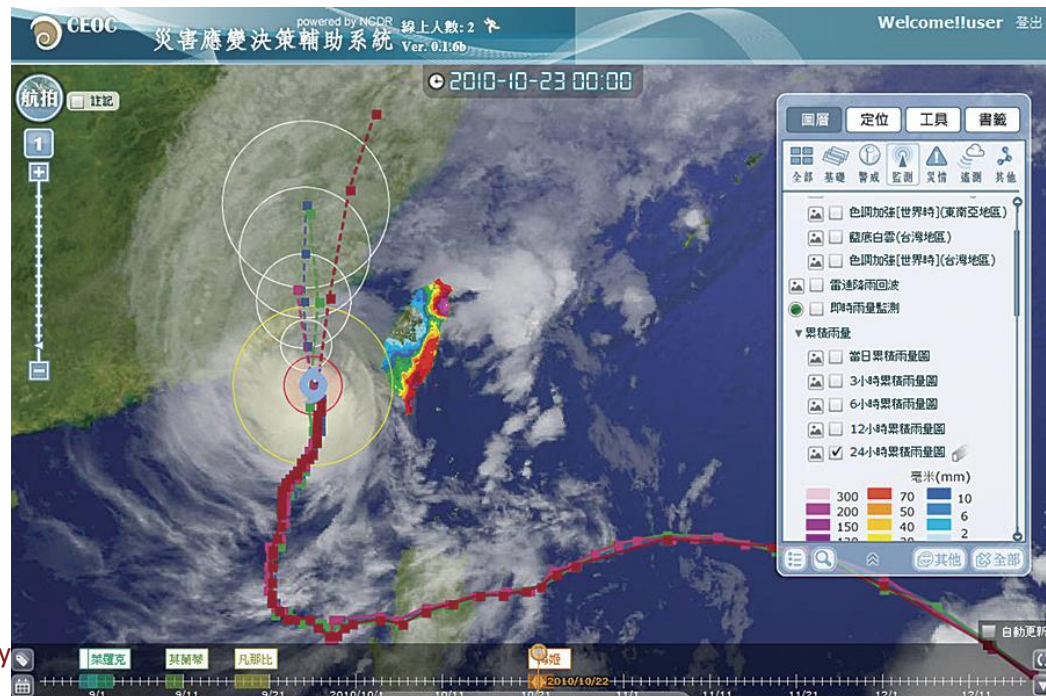 CEOC
災害應變決策輔助系統
powered by NCDR
線上人數: 2
Ver. 0.1.6b
Welcome!!user 登出
航拍
註記
2010-10-23 00:00
1
圖層 定位 工具 書籤
全部 基礎 警戒 監測 災情 遙測 其他
色調加強[世界時](東南亞地區)
藍底白雲(台灣地區)
色調加強[世界時](台灣地區)
雷達降雨回波
即時雨量監測
累積雨量
當日累積雨量圖
3小時累積雨量圖
6小時累積雨量圖
12小時累積雨量圖
24小時累積雨量圖
毫米(mm)
300 70 10
200 50 6
150 40 2
其他 全部
自動更新
y
萊羅克 莫蘭蒂 凡那比
2010/10/22
9/1 9/11 9/21 2010/10/1 10/11 10/21 11/1 11/11 11/21 12/1